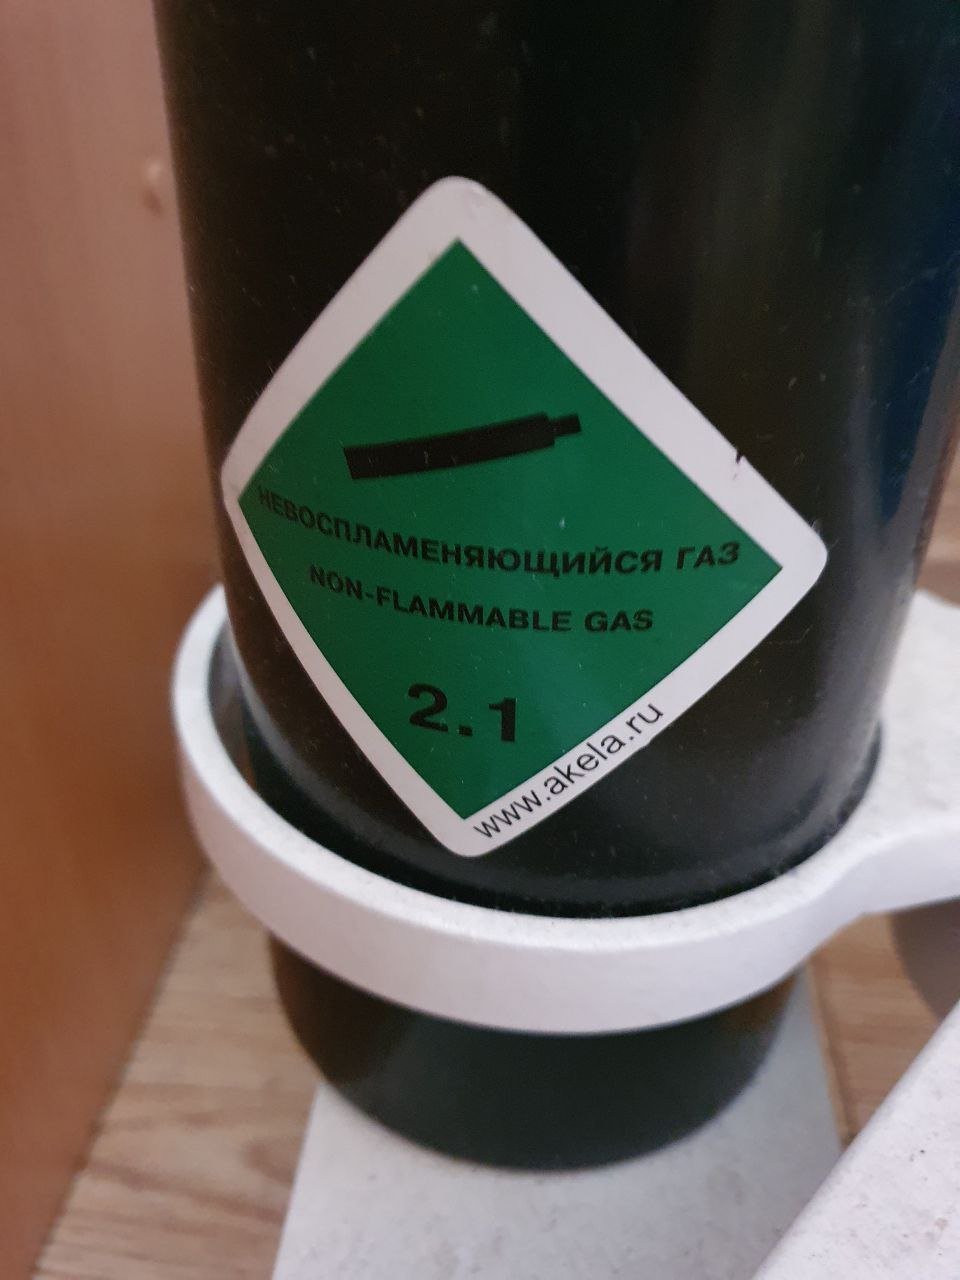 НЕВОСПЛАМЕНЯЮЩИЙСЯ ГАЗ
NON-FLAMMABLE GAS
2.1
www.akela.ru